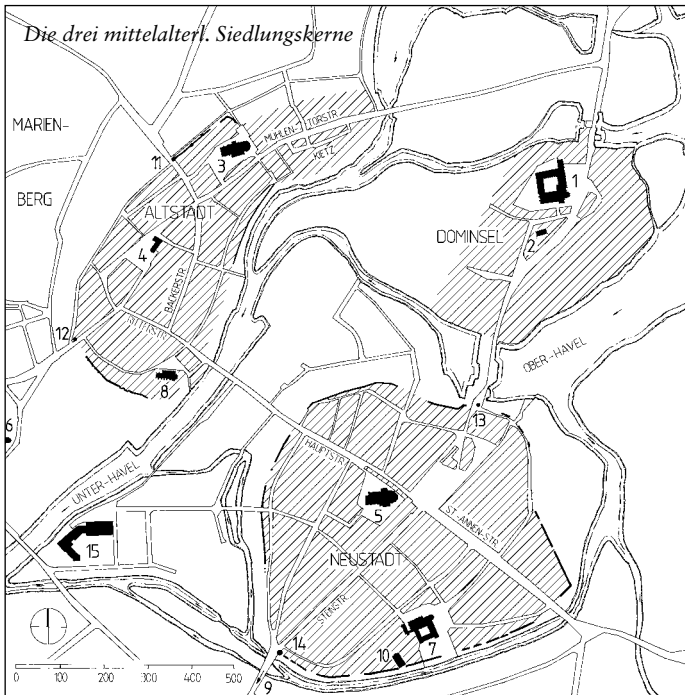 Die drei mittelalterl. Siedlungskerne
MARIEN-
BERG
11
3
MÜHLEN-TORSTR.
KIETZ
1
ALTSTADT
DOMINSEL
2
4
BÄCKERSTR.
RITTERSTR.
12
8
OBER-HAVEL
13
6
HAUPTSTR.
UNTER-HAVEL
5
ST.-ANNEN-STR.
15
NEUSTADT
STEINSTR.
7
14
10
9
0 100 200 300 400 500